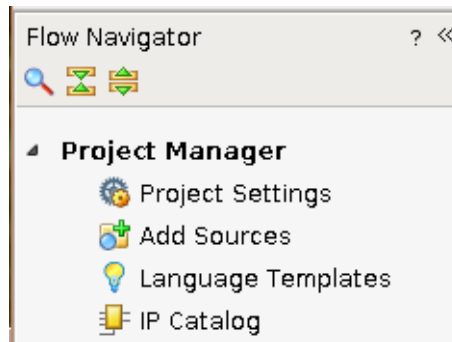 Flow Navigator ? «
Project Manager
Project Settings
Add Sources
Language Templates
IP Catalog